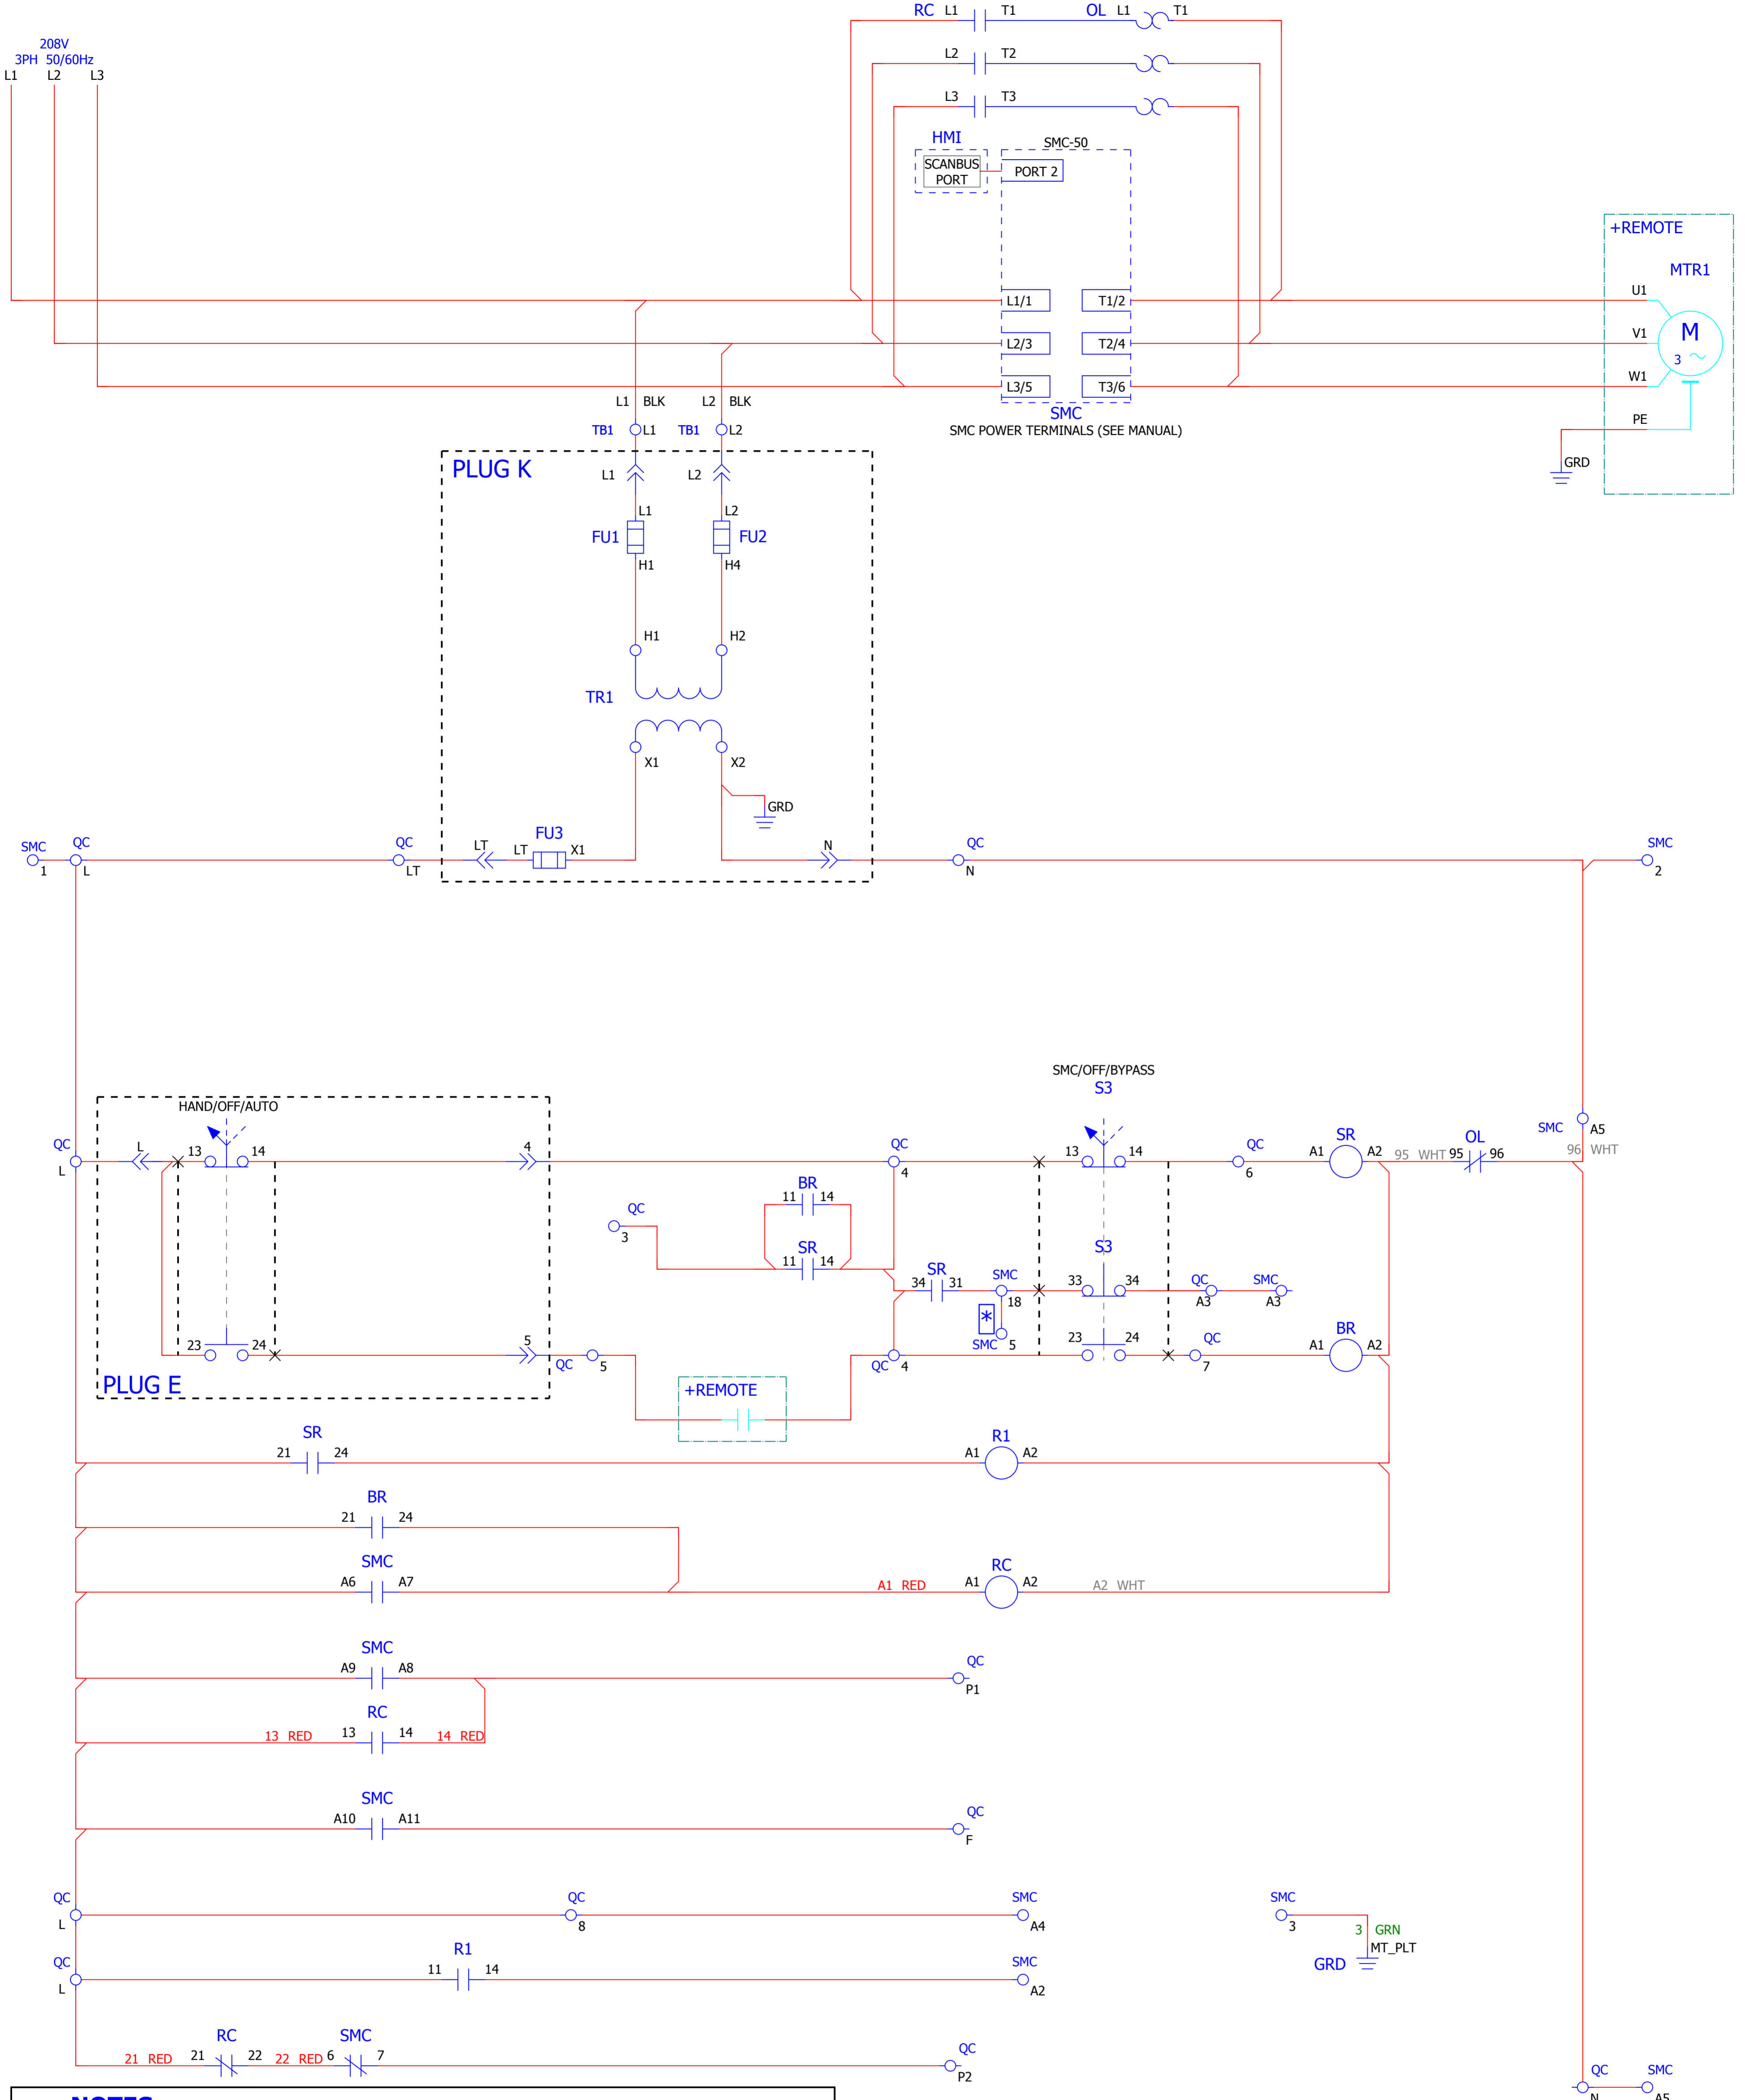 RC L1 T1 OL L1 T1
208V
3PH 50/60Hz
L1 L2 L3
L2 T2
L3 T3
HMI
SMC-50
SCANBUS
PORT
PORT 2
+REMOTE
MTR1
L1/1 T1/2 U1
L2/3 T2/4 V1
M
3
L3/5 T3/6 W1
L1 BLK L2 BLK
SMC
SMC POWER TERMINALS (SEE MANUAL)
PE
TB1 L1 TB1 L2
GRD
PLUG K
L1 L2
L1 L2
FU1 FU2
H1 H4
H1 H2
TR1
X1 X2
GRD
FU3
SMC QC QC LT LT X1 N QC SMC
1 L LT N 2
SMC/OFF/BYPASS
S3
HAND/OFF/AUTO
SMC A5
QC L 13 14 4 QC 13 14 QC SR OL
L 4 6 A1 A2 95 WHT 95 96 96 WHT
BR
11 14
QC
3
SR
11 14
S3
SR
34 31 SMC 33 34 QC SMC
18 A3 A3
*
SMC 5
23 24 5 QC 5 QC 4 23 24 QC 7 BR A1 A2
PLUG E
+REMOTE
SR R1
21 24 A1 A2
BR
21 24
SMC RC
A6 A7 A1 RED A1 A2 A2 WHT
SMC
A9 A8 QC
P1
RC
13 RED 13 14 14 RED
SMC
A10 A11 QC
F
QC QC SMC SMC
L 8 A4 3
3 GRN
MT_PLT
GRD
QC R1 SMC
L 11 14 A2
RC SMC
21 RED 21 22 22 RED 6 7 QC
P2
QC SMC
N A5
NOTES